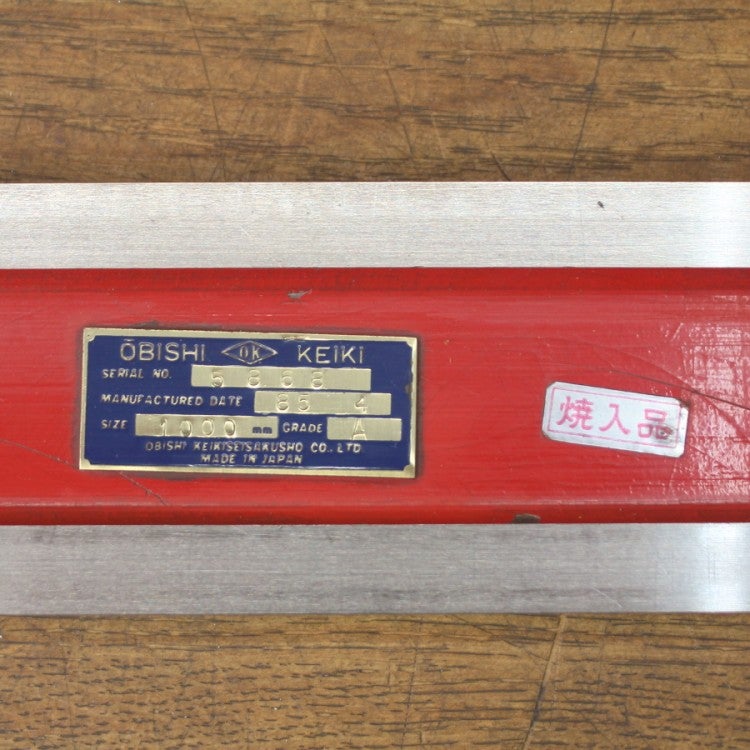 ŌBISHI OK KEIKI
SERIAL NO. 5868
MANUFACTURED DATE 85 4
SIZE 1000 mm GRADE A
OBISHI KEIKISEISAKUSHO CO., LTD.
MADE IN JAPAN
焼入品